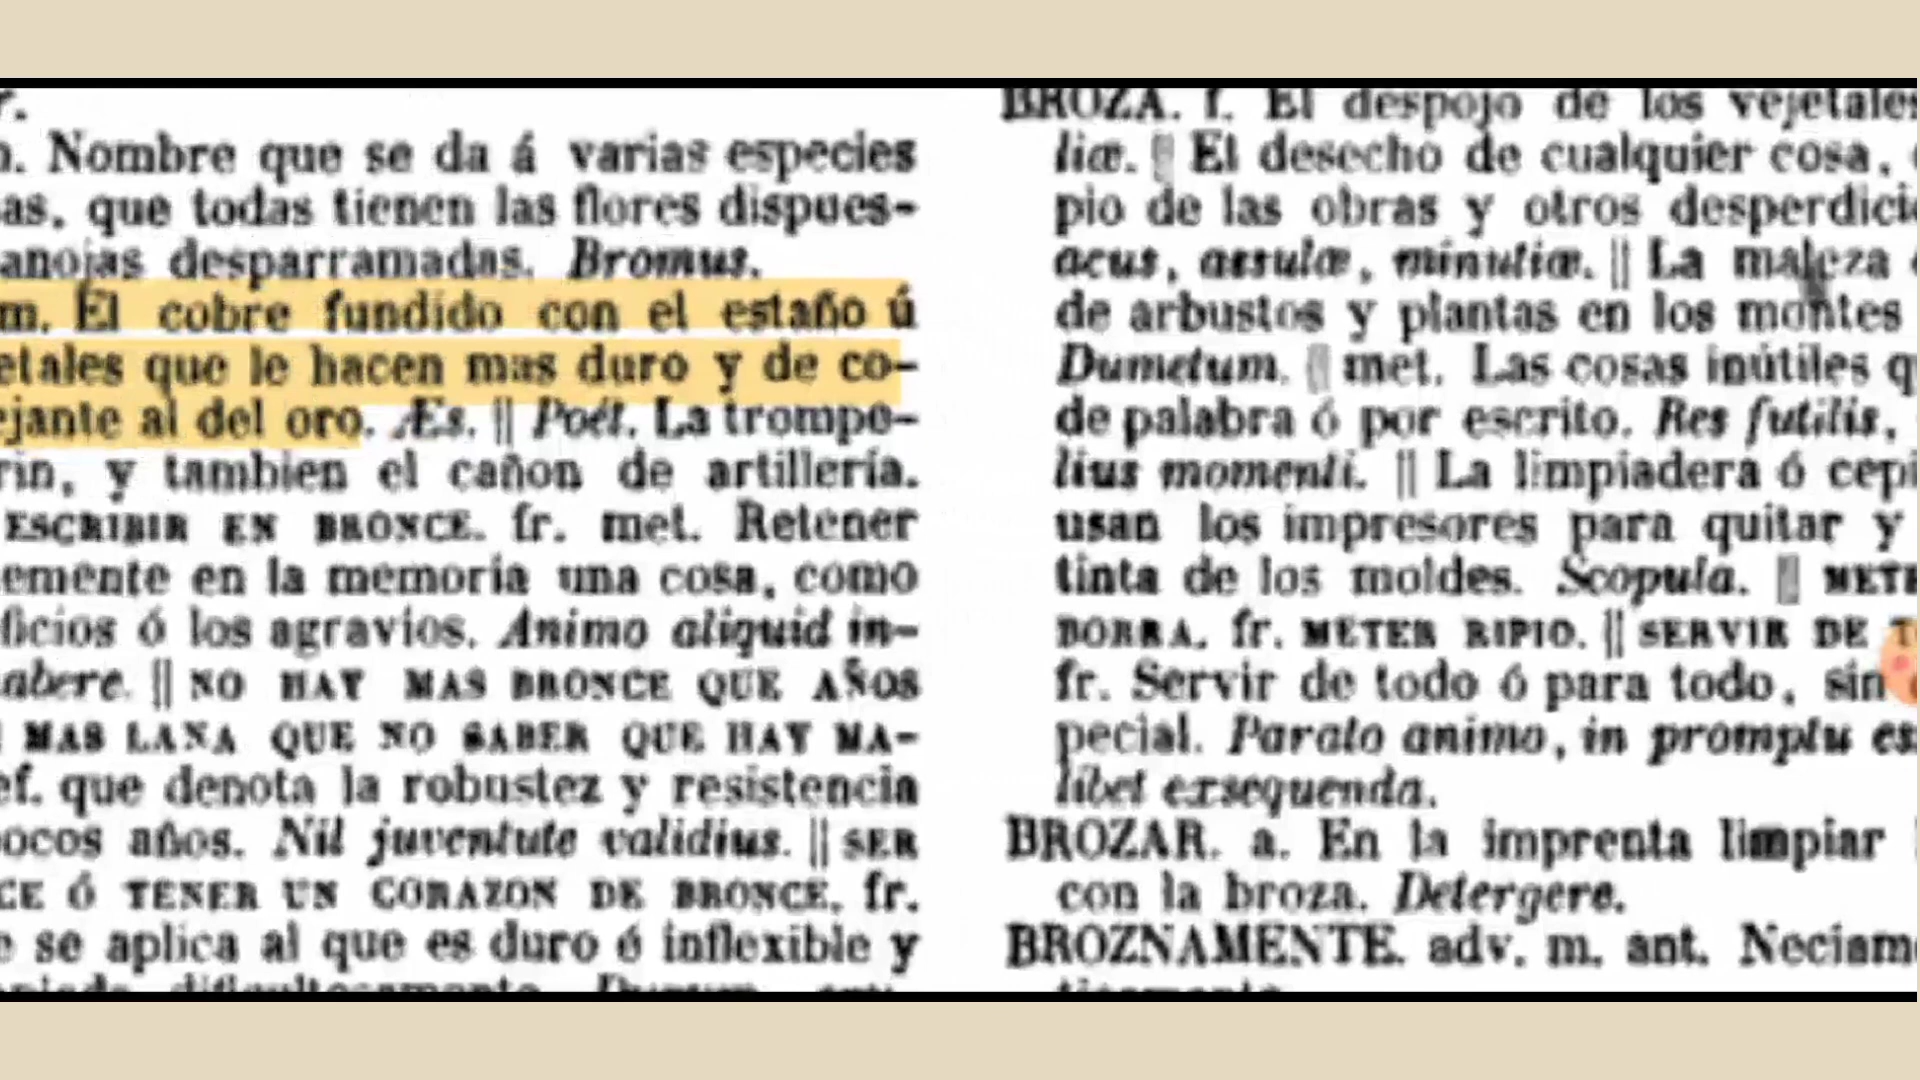 r.
Nombre que se da á varias especies
as, que todas tienen las flores dispues-
anojas desparramadas. Bromus.
m. El cobre fundido con el estaño ú
etales que le hacen mas duro y de co-
ejante al del oro. Æs. || Poét. La trompe-
rin, y tambien el cañon de artillería.
ESCRIBIR EN BRONCE. fr. met. Retener
emente en la memoria una cosa, como
ficios ó los agravios. Animo aliquid in-
abere. || NO HAY MAS BRONCE QUE AÑOS
MAS LANA QUE NO SABER QUE HAY MA-
ef. que denota la robustez y resistencia
pocos años. Nil juventute validius. || SER
CE Ó TENER UN CORAZON DE BRONCE. fr.
e se aplica al que es duro é inflexible y
dificultosamente.
BROZA. f. El despojo de los vejetales
liæ. || El desecho de cualquier cosa,
pio de las obras y otros desperdici
acus, assulæ, minutiæ. || La maleza
de arbustos y plantas en los montes
Dumetum. || met. Las cosas inútiles q
de palabra ó por escrito. Res futilis,
lius momenti. || La limpiadera ó cepi
usan los impresores para quitar y
tinta de los moldes. Scopula. || METE
BORRA. fr. METER RIPIO. || SERVIR DE T
fr. Servir de todo ó para todo, sin
pecial. Parato animo, in promptu es
libet exsequenda.
BROZAR. a. En la imprenta limpiar
con la broza. Detergere.
BROZNAMENTE. adv. m. ant. Neciam